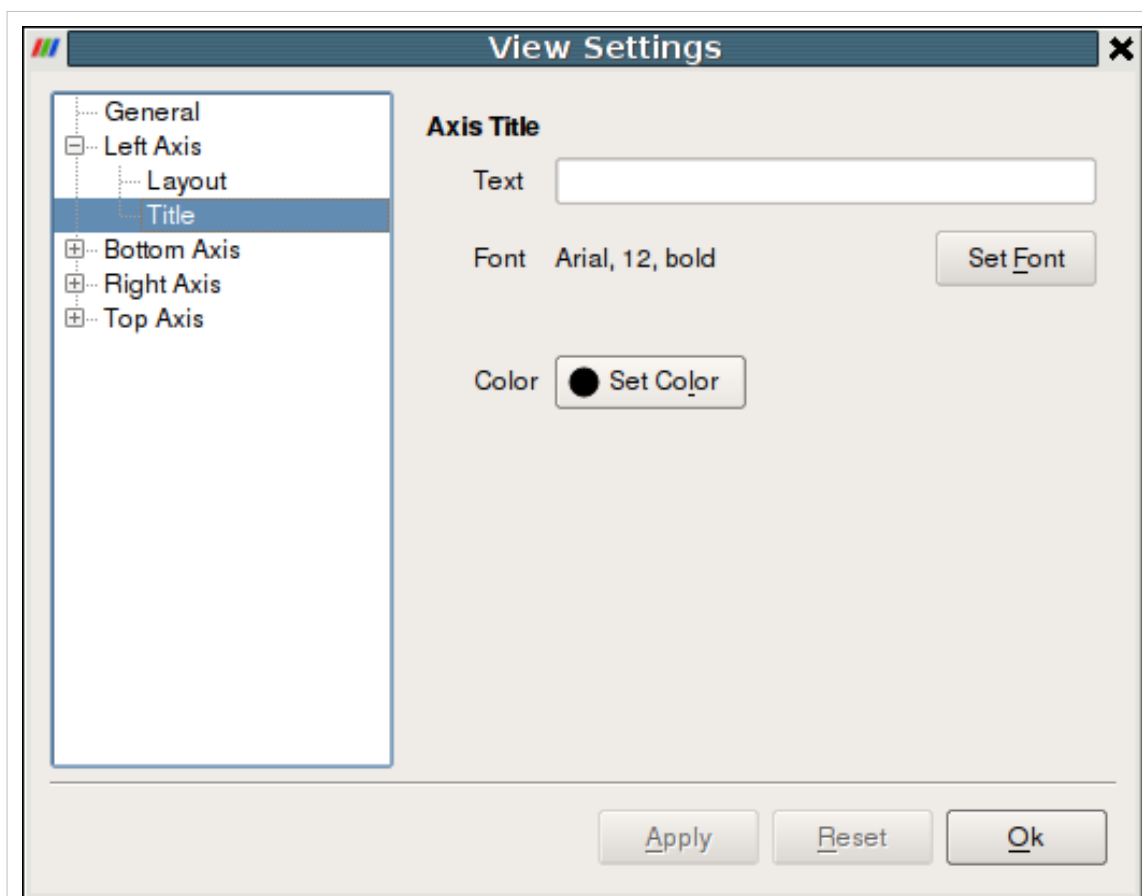 View Settings
General
Left Axis
Layout
Title
Bottom Axis
Right Axis
Top Axis
Axis Title
Text
Font Arial, 12, bold Set Font
Color Set Color
Apply Reset Ok